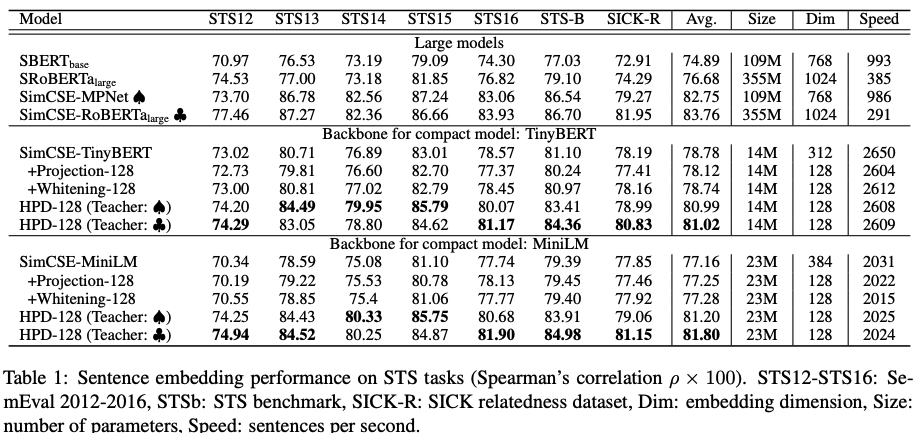 Model STS12 STS13 STS14 STS15 STS16 STS-B SICK-R Avg. Size Dim Speed
Large models
SBERTbase 70.97 76.53 73.19 79.09 74.30 77.03 72.91 74.89 109M 768 993
SRoBERTalarge 74.53 77.00 73.18 81.85 76.82 79.10 74.29 76.68 355M 1024 385
SimCSE-MPNet ♠ 73.70 86.78 82.56 87.24 83.06 86.54 79.27 82.75 109M 768 986
SimCSE-RoBERTalarge ♣ 77.46 87.27 82.36 86.66 83.93 86.70 81.95 83.76 355M 1024 291
Backbone for compact model: TinyBERT
SimCSE-TinyBERT 73.02 80.71 76.89 83.01 78.57 81.10 78.19 78.78 14M 312 2650
+Projection-128 72.73 79.81 76.60 82.70 77.37 80.24 77.41 78.12 14M 128 2604
+Whitening-128 73.00 80.81 77.02 82.79 78.45 80.97 78.16 78.74 14M 128 2612
HPD-128 (Teacher: ♠) 74.20 84.49 79.95 85.79 80.07 83.41 78.99 80.99 14M 128 2608
HPD-128 (Teacher: ♣) 74.29 83.05 78.80 84.62 81.17 84.36 80.83 81.02 14M 128 2609
Backbone for compact model: MiniLM
SimCSE-MiniLM 70.34 78.59 75.08 81.10 77.74 79.39 77.85 77.16 23M 384 2031
+Projection-128 70.19 79.22 75.53 80.78 78.13 79.45 77.46 77.25 23M 128 2022
+Whitening-128 70.55 78.85 75.4 81.06 77.77 79.40 77.92 77.28 23M 128 2015
HPD-128 (Teacher: ♠) 74.25 84.43 80.33 85.75 80.68 83.91 79.06 81.20 23M 128 2025
HPD-128 (Teacher: ♣) 74.94 84.52 80.25 84.87 81.90 84.98 81.15 81.80 23M 128 2024
Table 1: Sentence embedding performance on STS tasks (Spearman's correlation ρ × 100). STS12-STS16: Se-
mEval 2012-2016, STSb: STS benchmark, SICK-R: SICK relatedness dataset, Dim: embedding dimension, Size:
number of parameters, Speed: sentences per second.